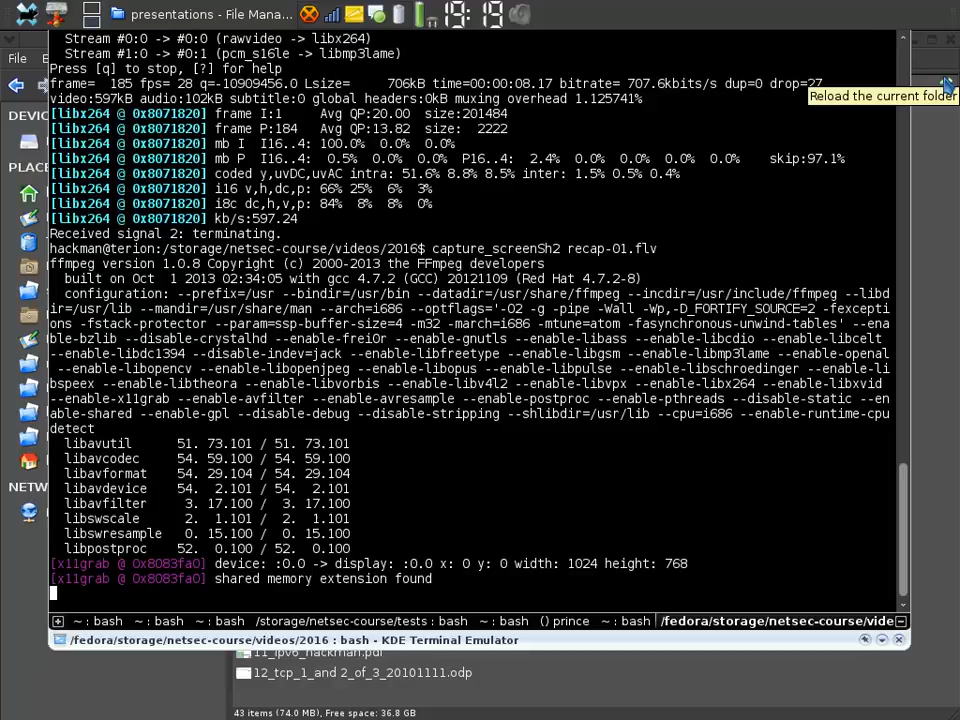 presentations - File Mana...
19:19
File
DEVIC
PLACE
NETW
Reload the current folder
Stream #0:0 -> #0:0 (rawvideo -> libx264)
Stream #1:0 -> #0:1 (pcm_s16le -> libmp3lame)
Press [q] to stop, [?] for help
frame=  185 fps= 28 q=-10909456.0 Lsize=     706kB time=00:00:08.17 bitrate= 707.6kbits/s dup=0 drop=27
video:597kB audio:102kB subtitle:0 global headers:0kB muxing overhead 1.125741%
[libx264 @ 0x8071820] frame I:1     Avg QP:20.00  size:201484
[libx264 @ 0x8071820] frame P:184   Avg QP:13.82  size:  2222
[libx264 @ 0x8071820] mb I  I16..4: 100.0%  0.0%  0.0%
[libx264 @ 0x8071820] mb P  I16..4:  0.5%  0.0%  0.0%  P16..4:  2.4%  0.0%  0.0%  0.0%  0.0%    skip:97.1%
[libx264 @ 0x8071820] coded y,uvDC,uvAC intra: 51.6% 8.8% 8.5% inter: 1.5% 0.5% 0.4%
[libx264 @ 0x8071820] i16 v,h,dc,p: 66% 25%  6%  3%
[libx264 @ 0x8071820] i8c dc,h,v,p: 84%  8%  8%  0%
[libx264 @ 0x8071820] kb/s:597.24
Received signal 2: terminating.
hackman@terion:/storage/netsec-course/videos/2016$ capture_screenSh2 recap-01.flv
ffmpeg version 1.0.8 Copyright (c) 2000-2013 the FFmpeg developers
built on Oct  1 2013 02:34:05 with gcc 4.7.2 (GCC) 20121109 (Red Hat 4.7.2-8)
configuration: --prefix=/usr --bindir=/usr/bin --datadir=/usr/share/ffmpeg --incdir=/usr/include/ffmpeg --libd
ir=/usr/lib --mandir=/usr/share/man --arch=i686 --optflags='-O2 -g -pipe -Wall -Wp,-D_FORTIFY_SOURCE=2 -fexcepti
ons -fstack-protector --param=ssp-buffer-size=4 -m32 -march=i686 -mtune=atom -fasynchronous-unwind-tables' --ena
ble-bzlib --disable-crystalhd --enable-frei0r --enable-gnutls --enable-libass --enable-libcdio --enable-libcelt
--enable-libdc1394 --disable-indev=jack --enable-libfreetype --enable-libgsm --enable-libmp3lame --enable-openal
--enable-libopencv --enable-libopenjpeg --enable-libopus --enable-libpulse --enable-libschroedinger --enable-li
bspeex --enable-libtheora --enable-libvorbis --enable-libv4l2 --enable-libvpx --enable-libx264 --enable-libxvid
--enable-x11grab --enable-avfilter --enable-avresample --enable-postproc --enable-pthreads --disable-static --en
able-shared --enable-gpl --disable-debug --disable-stripping --shlibdir=/usr/lib --cpu=i686 --enable-runtime-cpu
detect
libavutil      51. 73.101 / 51. 73.101
libavcodec     54. 59.100 / 54. 59.100
libavformat    54. 29.104 / 54. 29.104
libavdevice    54.  2.101 / 54.  2.101
libavfilter     3. 17.100 /  3. 17.100
libswscale      2.  1.101 /  2.  1.101
libswresample   0. 15.100 /  0. 15.100
libpostproc    52.  0.100 / 52.  0.100
[x11grab @ 0x8083fa0] device: :0.0 -> display: :0.0 x: 0 y: 0 width: 1024 height: 768
[x11grab @ 0x8083fa0] shared memory extension found
~ : bash  ~ : bash  ~ : bash  /storage/netsec-course/tests : bash  ~ : bash  () prince  ~ : bash  /fedora/storage/netsec-course/vide
/fedora/storage/netsec-course/videos/2016 : bash - KDE Terminal Emulator
11_ipv6_hackman.pdf
12_tcp_1_and 2_of_3_20101111.odp
43 items (74.0 MB), Free space: 36.8 GB